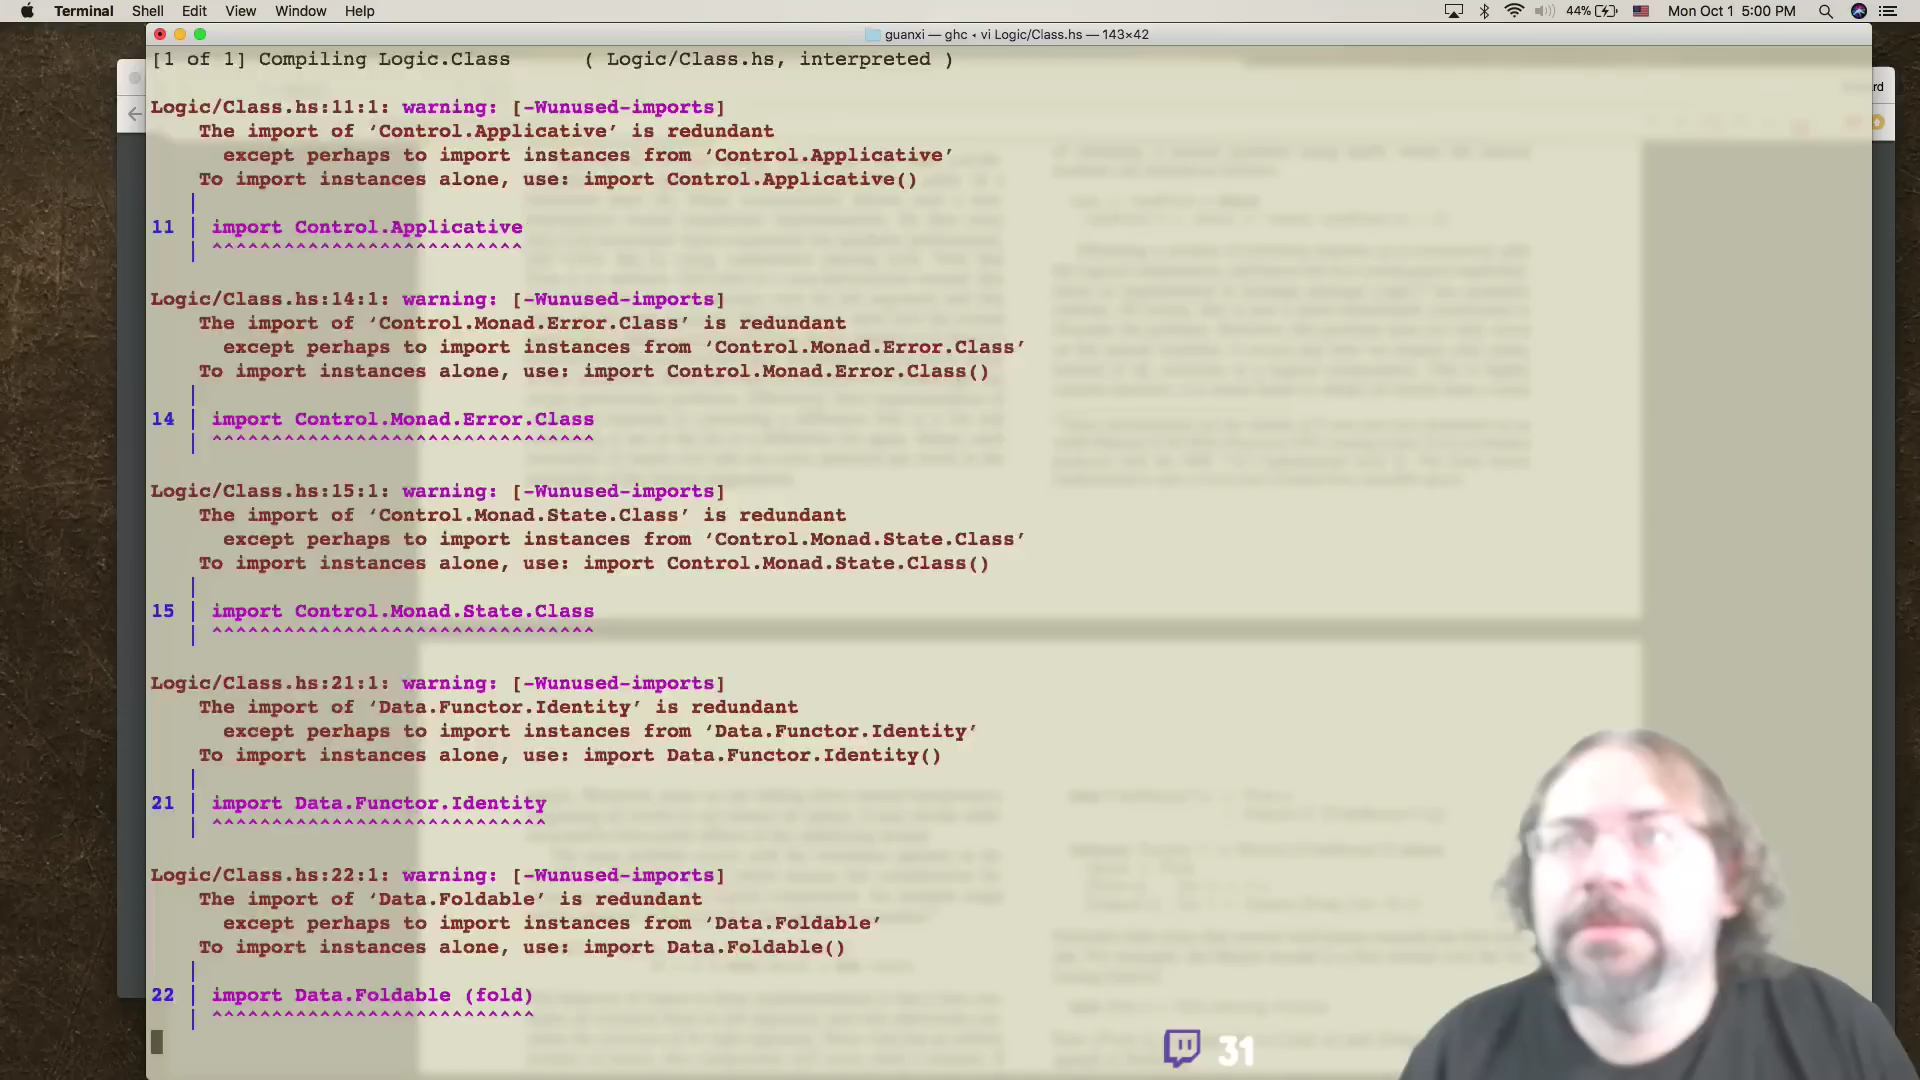 Terminal Shell Edit View Window Help 44% Mon Oct 1 5:00 PM
guanxi — ghc ◂ vi Logic/Class.hs — 143×42
[1 of 1] Compiling Logic.Class ( Logic/Class.hs, interpreted )
Logic/Class.hs:11:1: warning: [-Wunused-imports]
The import of ‘Control.Applicative’ is redundant
except perhaps to import instances from ‘Control.Applicative’
To import instances alone, use: import Control.Applicative()
|
11 | import Control.Applicative
| ^^^^^^^^^^^^^^^^^^^^^^^^^^
Logic/Class.hs:14:1: warning: [-Wunused-imports]
The import of ‘Control.Monad.Error.Class’ is redundant
except perhaps to import instances from ‘Control.Monad.Error.Class’
To import instances alone, use: import Control.Monad.Error.Class()
|
14 | import Control.Monad.Error.Class
| ^^^^^^^^^^^^^^^^^^^^^^^^^^^^^^^^
Logic/Class.hs:15:1: warning: [-Wunused-imports]
The import of ‘Control.Monad.State.Class’ is redundant
except perhaps to import instances from ‘Control.Monad.State.Class’
To import instances alone, use: import Control.Monad.State.Class()
|
15 | import Control.Monad.State.Class
| ^^^^^^^^^^^^^^^^^^^^^^^^^^^^^^^^
Logic/Class.hs:21:1: warning: [-Wunused-imports]
The import of ‘Data.Functor.Identity’ is redundant
except perhaps to import instances from ‘Data.Functor.Identity’
To import instances alone, use: import Data.Functor.Identity()
|
21 | import Data.Functor.Identity
| ^^^^^^^^^^^^^^^^^^^^^^^^^^^^
Logic/Class.hs:22:1: warning: [-Wunused-imports]
The import of ‘Data.Foldable’ is redundant
except perhaps to import instances from ‘Data.Foldable’
To import instances alone, use: import Data.Foldable()
|
22 | import Data.Foldable (fold)
| ^^^^^^^^^^^^^^^^^^^^^^^^^^^
31